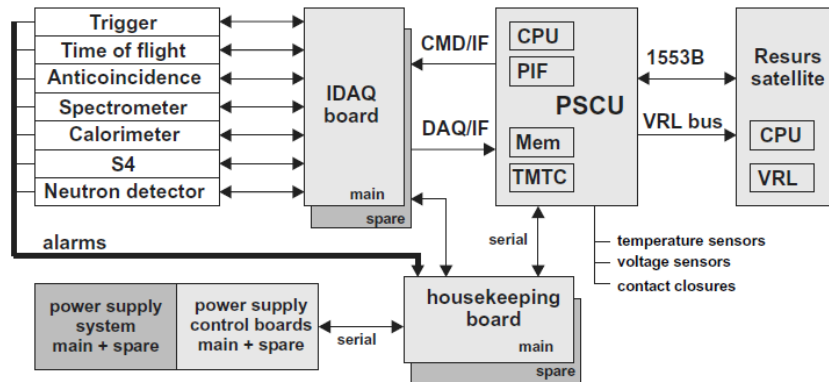 Trigger
Time of flight
Anticoincidence
Spectrometer
Calorimeter
S4
Neutron detector
alarms
IDAQ
board
main
spare
CMD/IF
DAQ/IF
CPU
PIF
PSCU
Mem
TMTC
1553B
VRL bus
Resurs
satellite
CPU
VRL
serial
temperature sensors
voltage sensors
contact closures
housekeeping
board
main
spare
power supply
system
main + spare
power supply
control boards
main + spare
serial